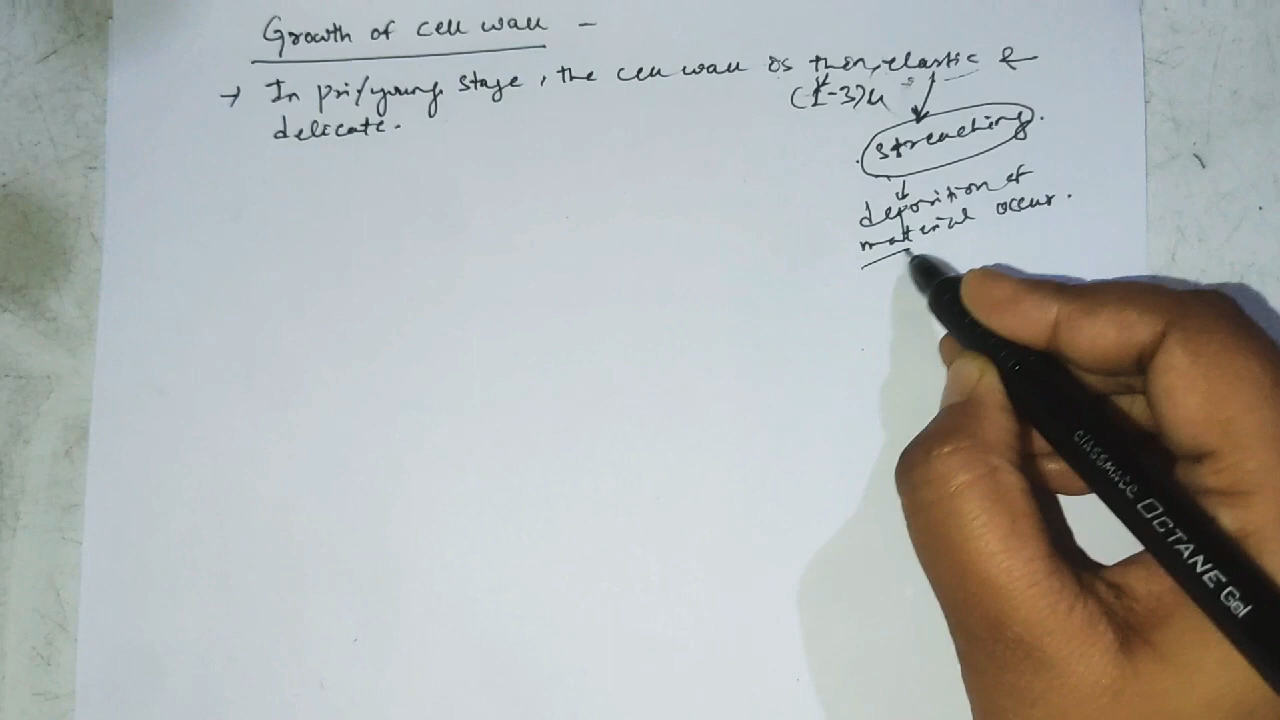 Growth of cell wall -
→ In pri/young stage, the cell wall is thin, elastic &
(1-3)u
delicate.
streaching.
deposition of
material occur.
CLASSMATE OCTANE Gel